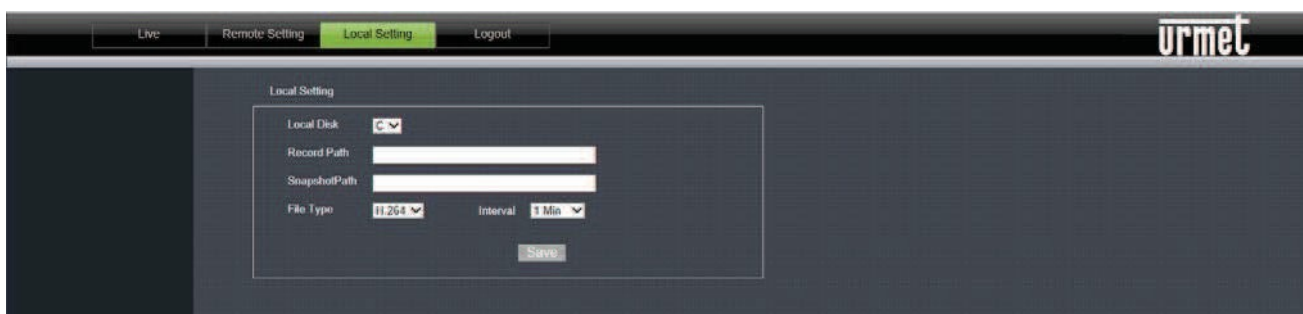 Live Remote Setting Local Setting Logout urmet
Local Setting
Local Disk C
Record Path
SnapshotPath
File Type H.264 Interval 1 Min
Save